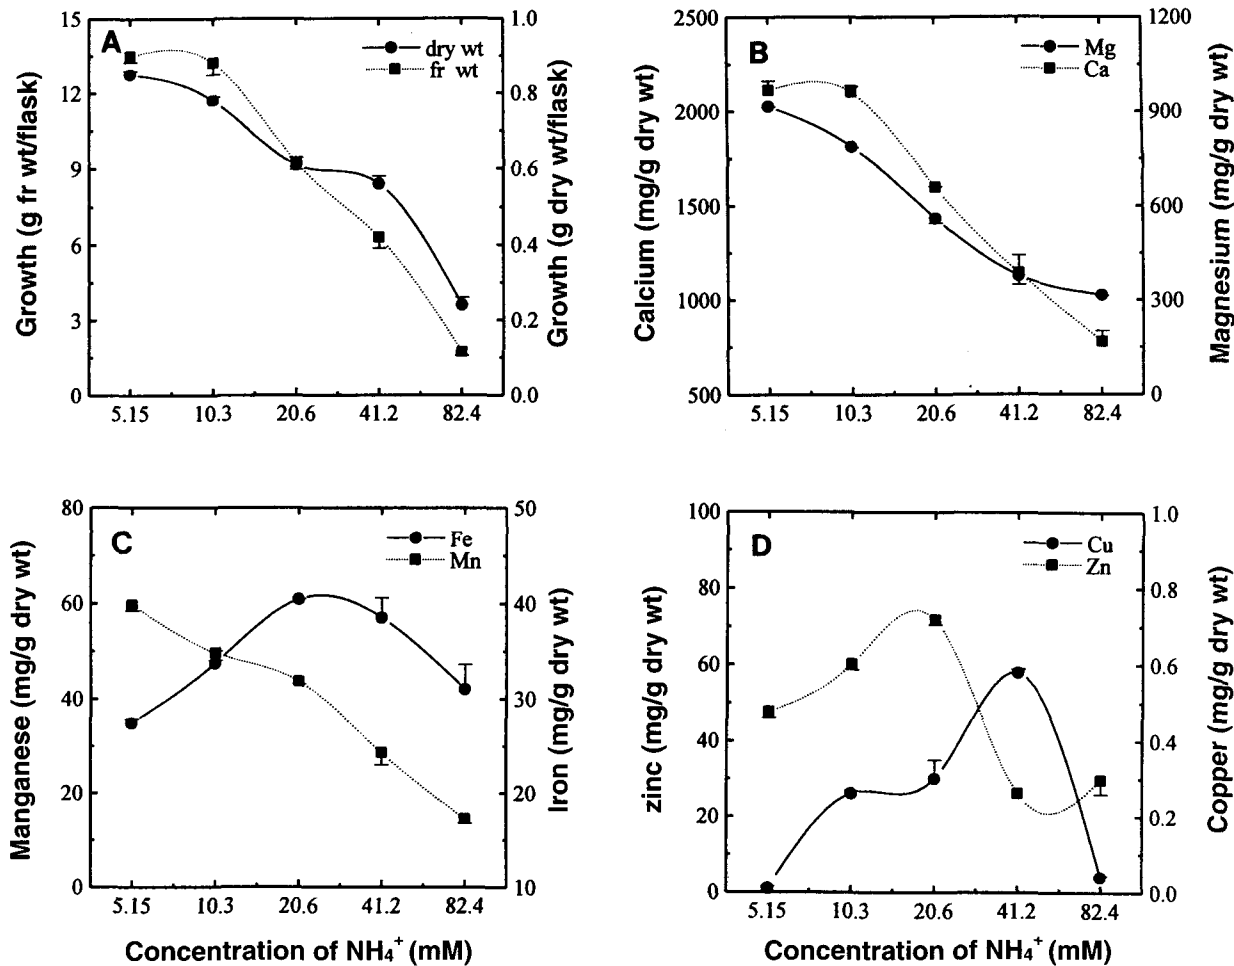 A
dry wt
fr wt
Growth (g fr wt/flask)
15
12
9
6
3
0
1.0
0.8
0.6
0.4
0.2
0.0
Growth (g dry wt/flask)
5.15 10.3 20.6 41.2 82.4
B
Mg
Ca
Calcium (mg/g dry wt)
2500
2000
1500
1000
500
1200
900
600
300
0
Magnesium (mg/g dry wt)
5.15 10.3 20.6 41.2 82.4
C
Fe
Mn
Manganese (mg/g dry wt)
80
60
40
20
0
50
40
30
20
10
Iron (mg/g dry wt)
5.15 10.3 20.6 41.2 82.4
Concentration of NH₄⁺ (mM)
D
Cu
Zn
zinc (mg/g dry wt)
100
80
60
40
20
0
1.0
0.8
0.6
0.4
0.2
0.0
Copper (mg/g dry wt)
5.15 10.3 20.6 41.2 82.4
Concentration of NH₄⁺ (mM)